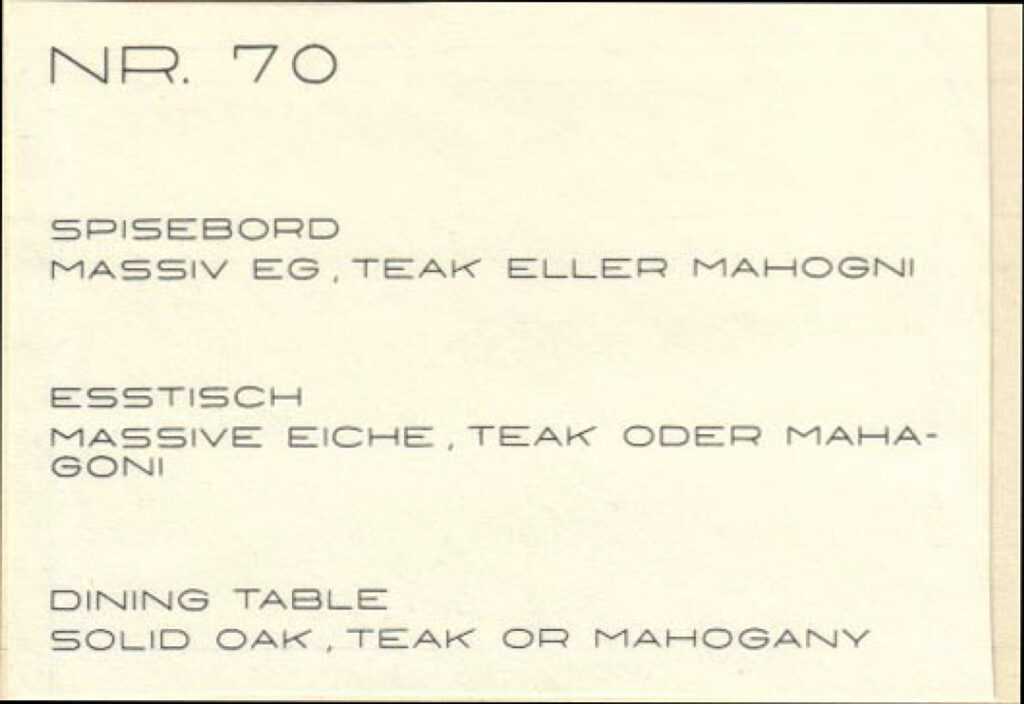 NR. 70
SPISEBORD
MASSIV EG, TEAK ELLER MAHOGNI
ESSTISCH
MASSIVE EICHE, TEAK ODER MAHA-
GONI
DINING TABLE
SOLID OAK, TEAK OR MAHOGANY